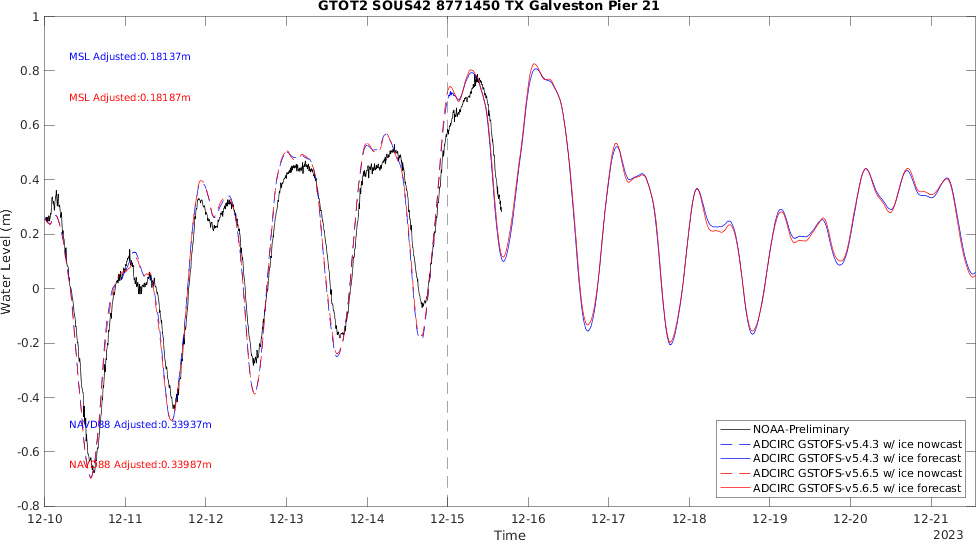 GTOT2 SOUS42 8771450 TX Galveston Pier 21
1
0.8
0.6
0.4
0.2
0
-0.2
-0.4
-0.6
-0.8
Water Level (m)
MSL Adjusted:0.18137m
MSL Adjusted:0.18187m
NAVD88 Adjusted:0.33937m
NAVD88 Adjusted:0.33987m
NOAA-Preliminary
ADCIRC GSTOFS-v5.4.3 w/ ice nowcast
ADCIRC GSTOFS-v5.4.3 w/ ice forecast
ADCIRC GSTOFS-v5.6.5 w/ ice nowcast
ADCIRC GSTOFS-v5.6.5 w/ ice forecast
12-10 12-11 12-12 12-13 12-14 12-15 12-16 12-17 12-18 12-19 12-20 12-21
2023
Time